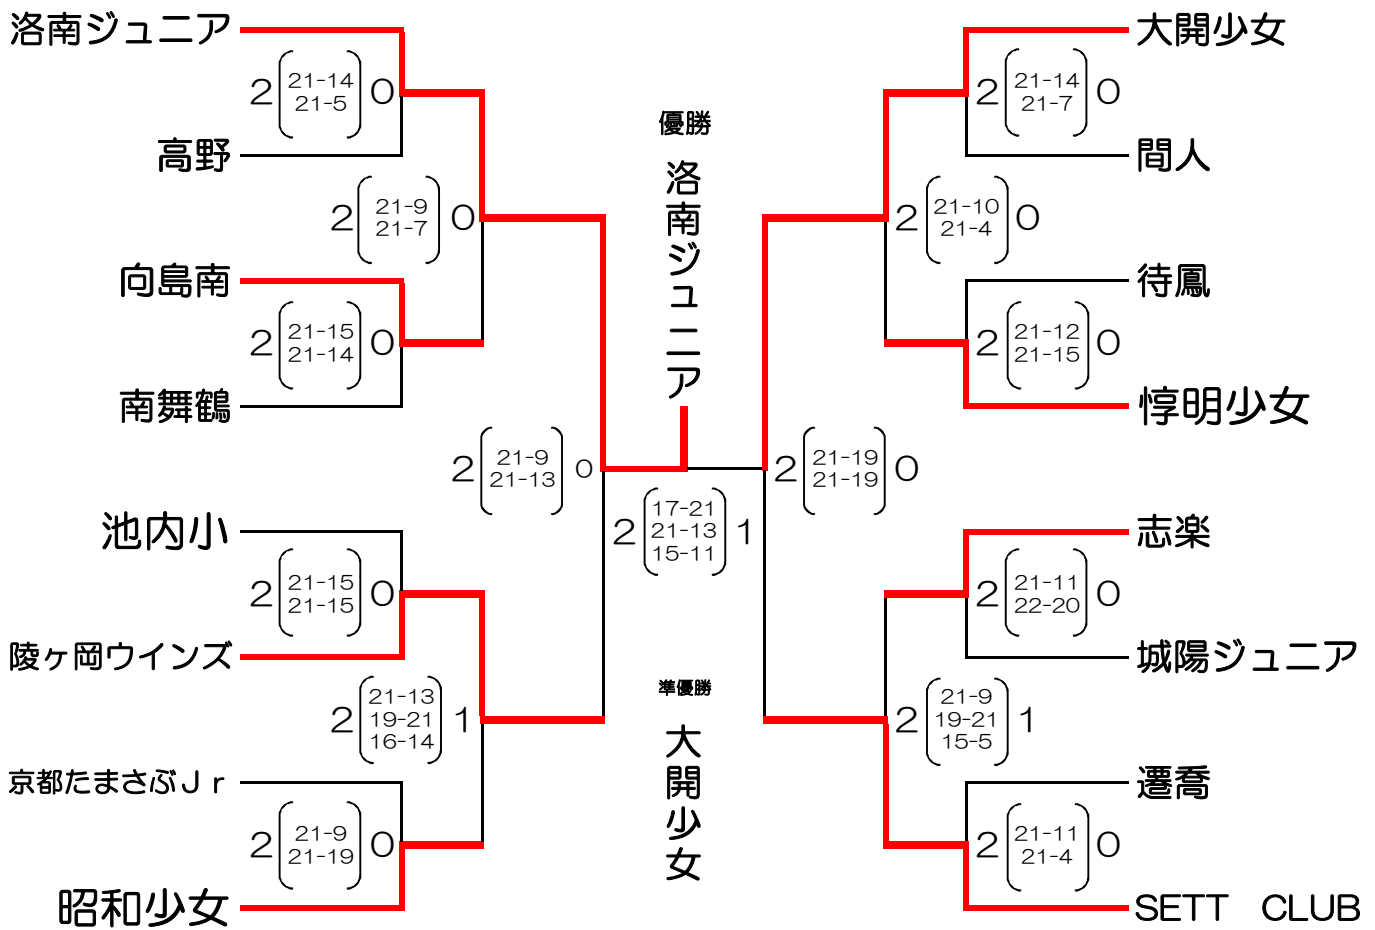 洛南ジュニア
2 21-14 0
21-5
高野
2 21-9 0
21-7
向島南
2 21-15 0
21-14
南舞鶴
2 21-9 0
21-13
池内小
2 21-15 0
21-15
陵ヶ岡ウインズ
2 21-13 1
19-21
16-14
京都たまさぶJr
2 21-9 0
21-19
昭和少女
優勝
洛南ジュニア
2 17-21 1
21-13
15-11
準優勝
大開少女
大開少女
2 21-14 0
21-7
間人
2 21-10 0
21-4
待鳳
2 21-12 0
21-15
惇明少女
2 21-19 0
21-19
志楽
2 21-11 0
22-20
城陽ジュニア
2 21-9 1
19-21
15-5
遷喬
2 21-11 0
21-4
SETT CLUB